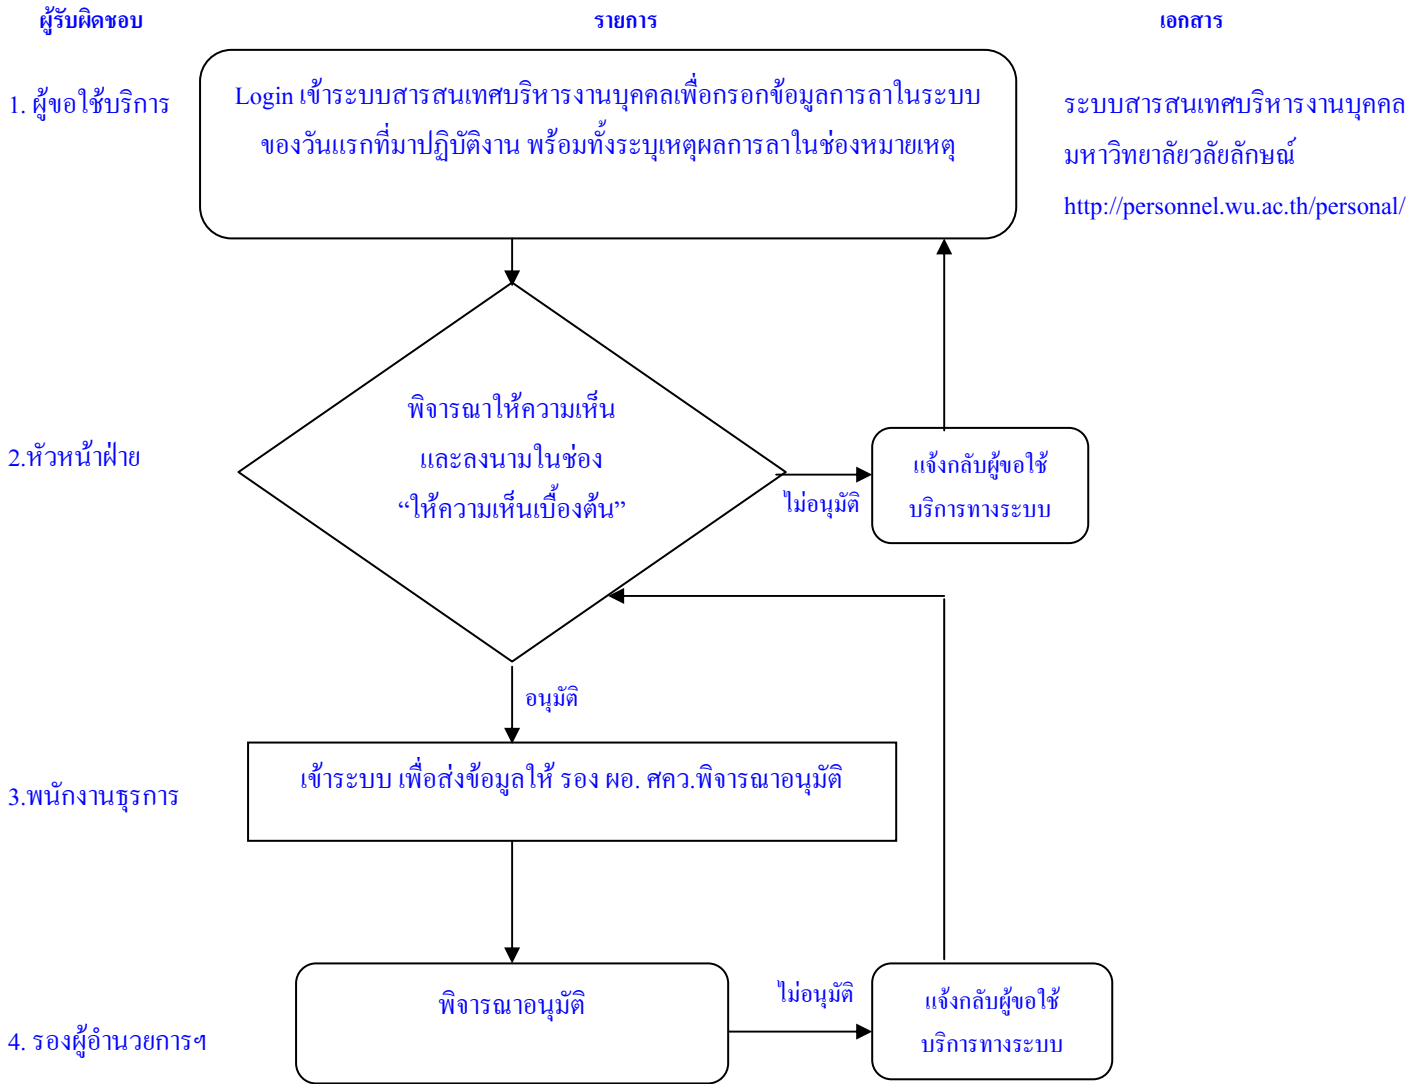 ผู้รับผิดชอบ
รายการ
เอกสาร
1. ผู้ขอใช้บริการ
Login เข้าระบบสารสนเทศบริหารงานบุคคลเพื่อกรอกข้อมูลการลาในระบบ
ของวันแรกที่มาปฏิบัติงาน พร้อมทั้งระบุเหตุผลการลาในช่องหมายเหตุ
ระบบสารสนเทศบริหารงานบุคคล
มหาวิทยาลัยวลัยลักษณ์
http://personnel.wu.ac.th/personal/
2.หัวหน้าฝ่าย
พิจารณาให้ความเห็น
และลงนามในช่อง
“ให้ความเห็นเบื้องต้น”
ไม่อนุมัติ
แจ้งกลับผู้ขอใช้
บริการทางระบบ
อนุมัติ
3.พนักงานธุรการ
เข้าระบบ เพื่อส่งข้อมูลให้ รอง ผอ. ศคว.พิจารณาอนุมัติ
4. รองผู้อำนวยการฯ
พิจารณาอนุมัติ
ไม่อนุมัติ
แจ้งกลับผู้ขอใช้
บริการทางระบบ